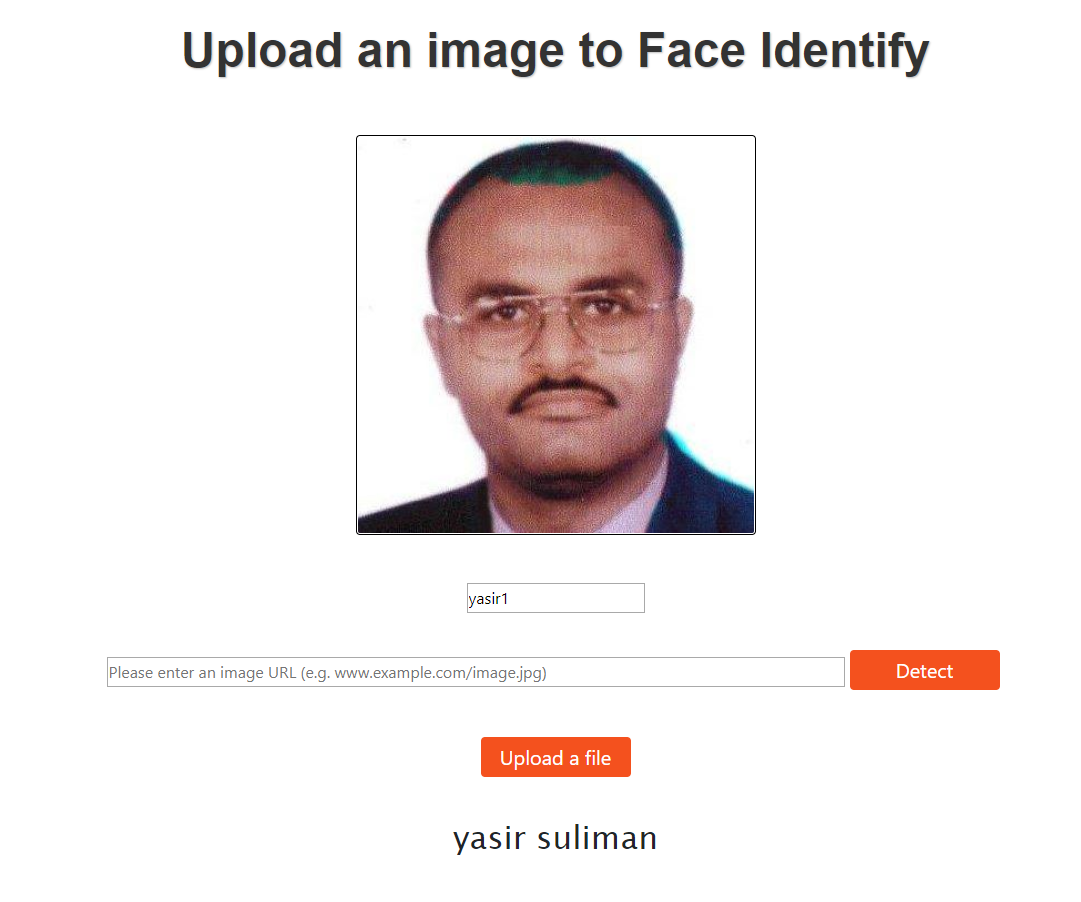 Upload an image to Face Identify
yasir1
Please enter an image URL (e.g. www.example.com/image.jpg)
Detect
Upload a file
yasir suliman